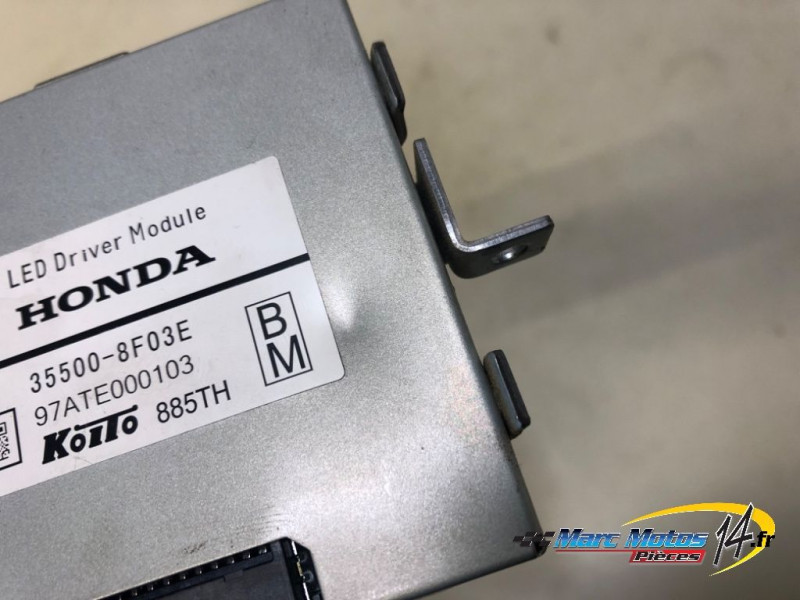 LED Driver Module
HONDA
35500-8F03E
97ATE000103
KOITO 885TH
B
M
Marc Motos 14.fr
Pièces